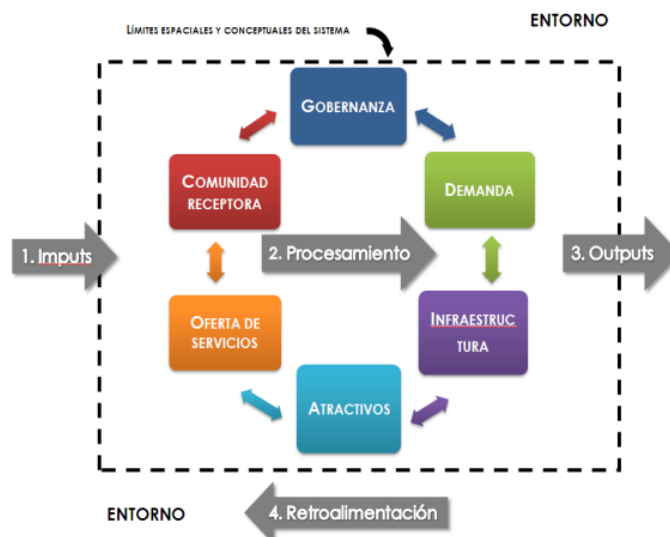 ENTORNO
LÍMITES ESPACIALES Y CONCEPTUALES DEL SISTEMA
GOBERNANZA
COMUNIDAD
RECEPTORA
DEMANDA
1. Imputs
2. Procesamiento
3. Outputs
OFERTA DE
SERVICIOS
INFRAESTRUC
TURA
ATRACTIVOS
ENTORNO
4. Retroalimentación